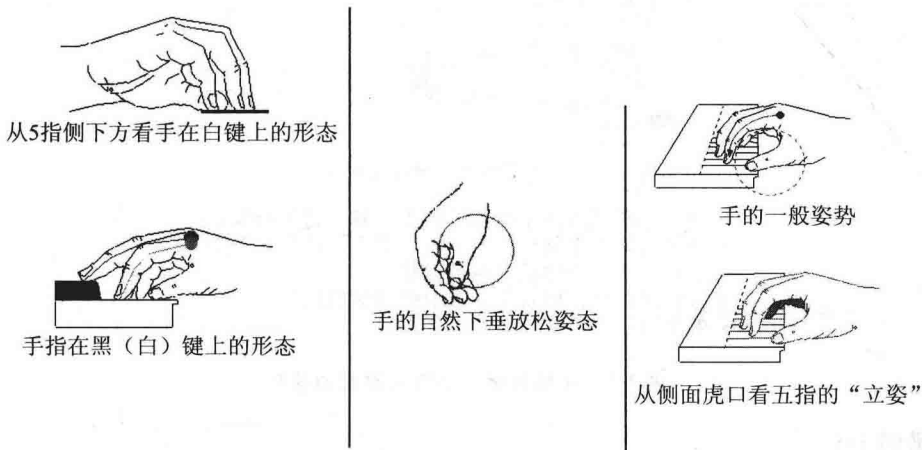 从5指侧下方看手在白键上的形态
手指在黑（白）键上的形态
手的自然下垂放松姿态
手的一般姿势
从侧面虎口看五指的“立姿”